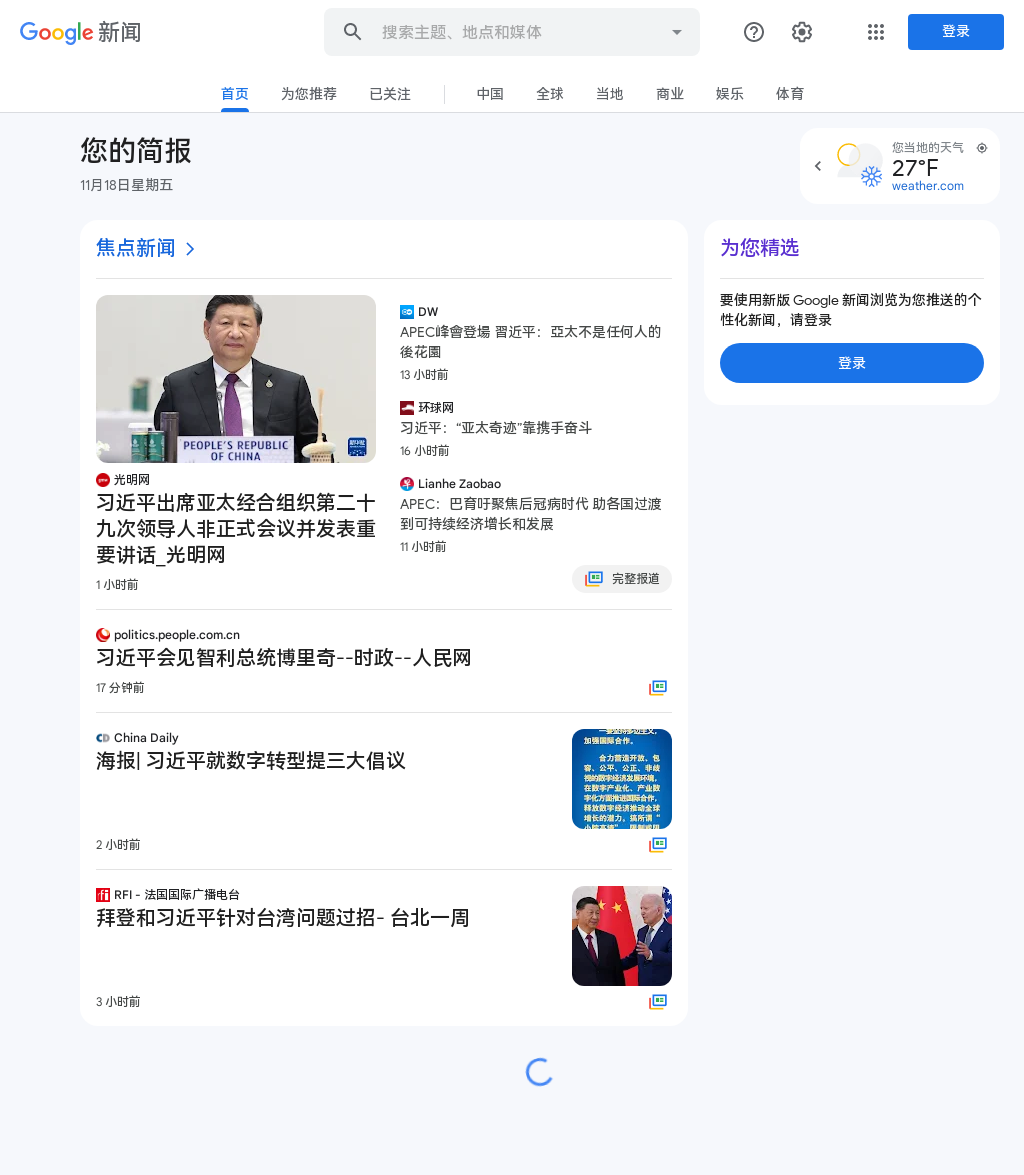 Google 新闻
搜索主题、地点和媒体
登录
首页
为您推荐
已关注
中国
全球
当地
商业
娱乐
体育
您的简报
11月18日星期五
您当地的天气
27°F
weather.com
焦点新闻
PEOPLE'S REPUBLIC
OF CHINA
光明网
习近平出席亚太经合组织第二十
九次领导人非正式会议并发表重
要讲话_光明网
1 小时前
DW
APEC峰會登場 習近平：亞太不是任何人的
後花園
13 小时前
环球网
习近平：“亚太奇迹”靠携手奋斗
16 小时前
Lianhe Zaobao
APEC：巴育吁聚焦后冠病时代 助各国过渡
到可持续经济增长和发展
11 小时前
完整报道
politics.people.com.cn
习近平会见智利总统博里奇--时政--人民网
17 分钟前
China Daily
海报| 习近平就数字转型提三大倡议
加强国际合作。
合力营造开放、包
容、公平、公正、非歧
视的数字经济发展环境，
在数字产业化、产业数
字化方面推进国际合作，
释放数字经济推动全球
增长的潜力。搞所谓“
2 小时前
RFI - 法国国际广播电台
拜登和习近平针对台湾问题过招- 台北一周
3 小时前
为您精选
要使用新版 Google 新闻浏览为您推送的个
性化新闻，请登录
登录